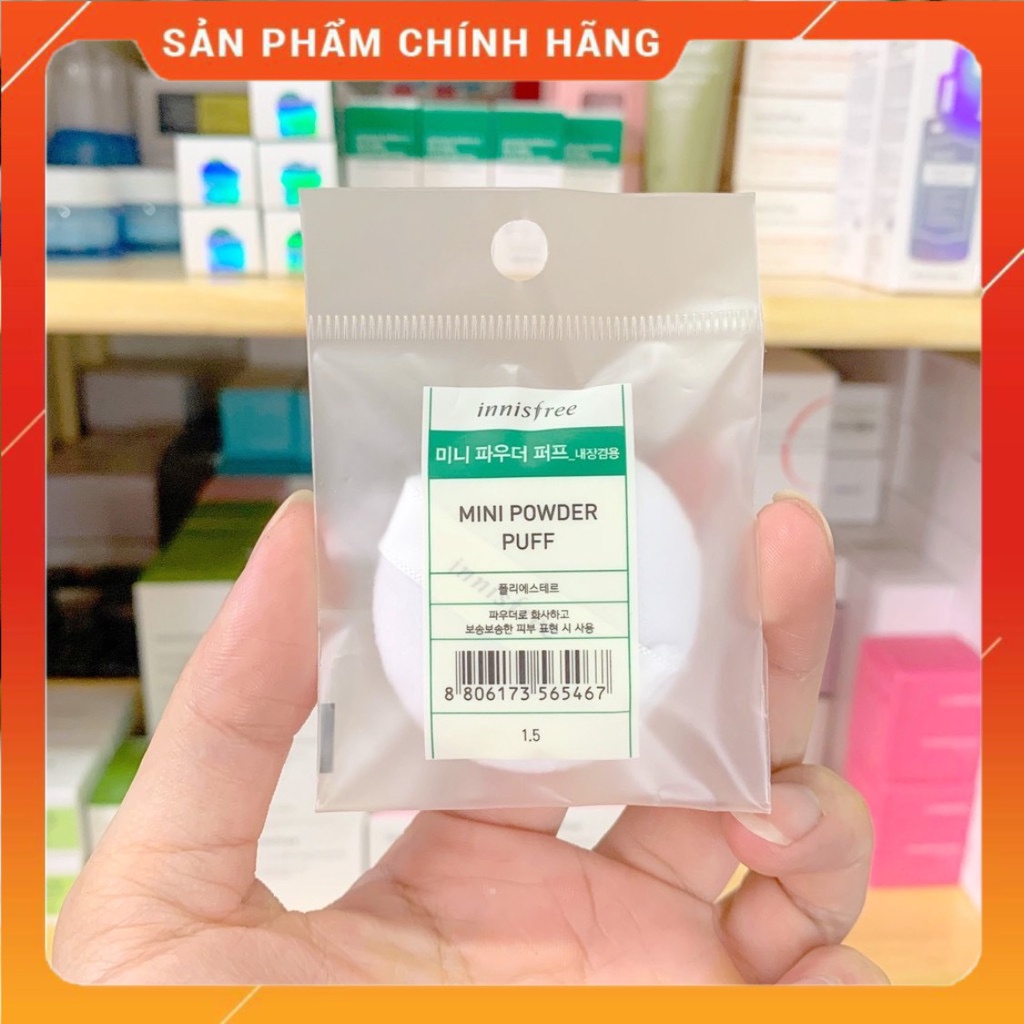 SẢN PHẨM CHÍNH HÃNG
innisfree
미니 파우더 퍼프_내장겸용
MINI POWDER
PUFF
폴리에스테르
파우더로 화사하고
보송보송한 피부 표현 시 사용
8 806173 565467
1.5